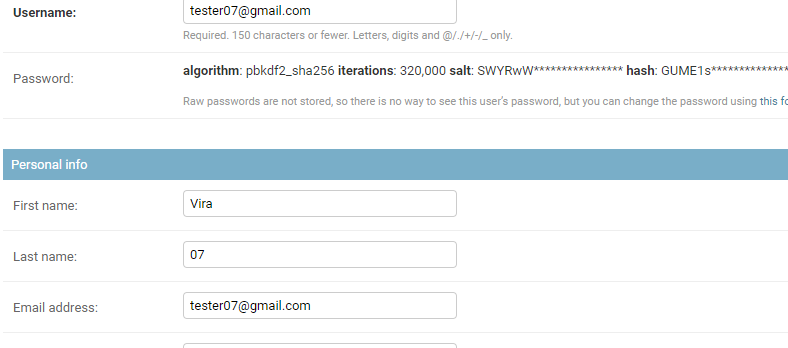 Username: tester07@gmail.com
Required. 150 characters or fewer. Letters, digits and @/./+/-/_ only.
Password: algorithm: pbkdf2_sha256 iterations: 320,000 salt: SWYRwW**************** hash: GUME1s**************
Raw passwords are not stored, so there is no way to see this user's password, but you can change the password using this fo
Personal info
First name: Vira
Last name: 07
Email address: tester07@gmail.com